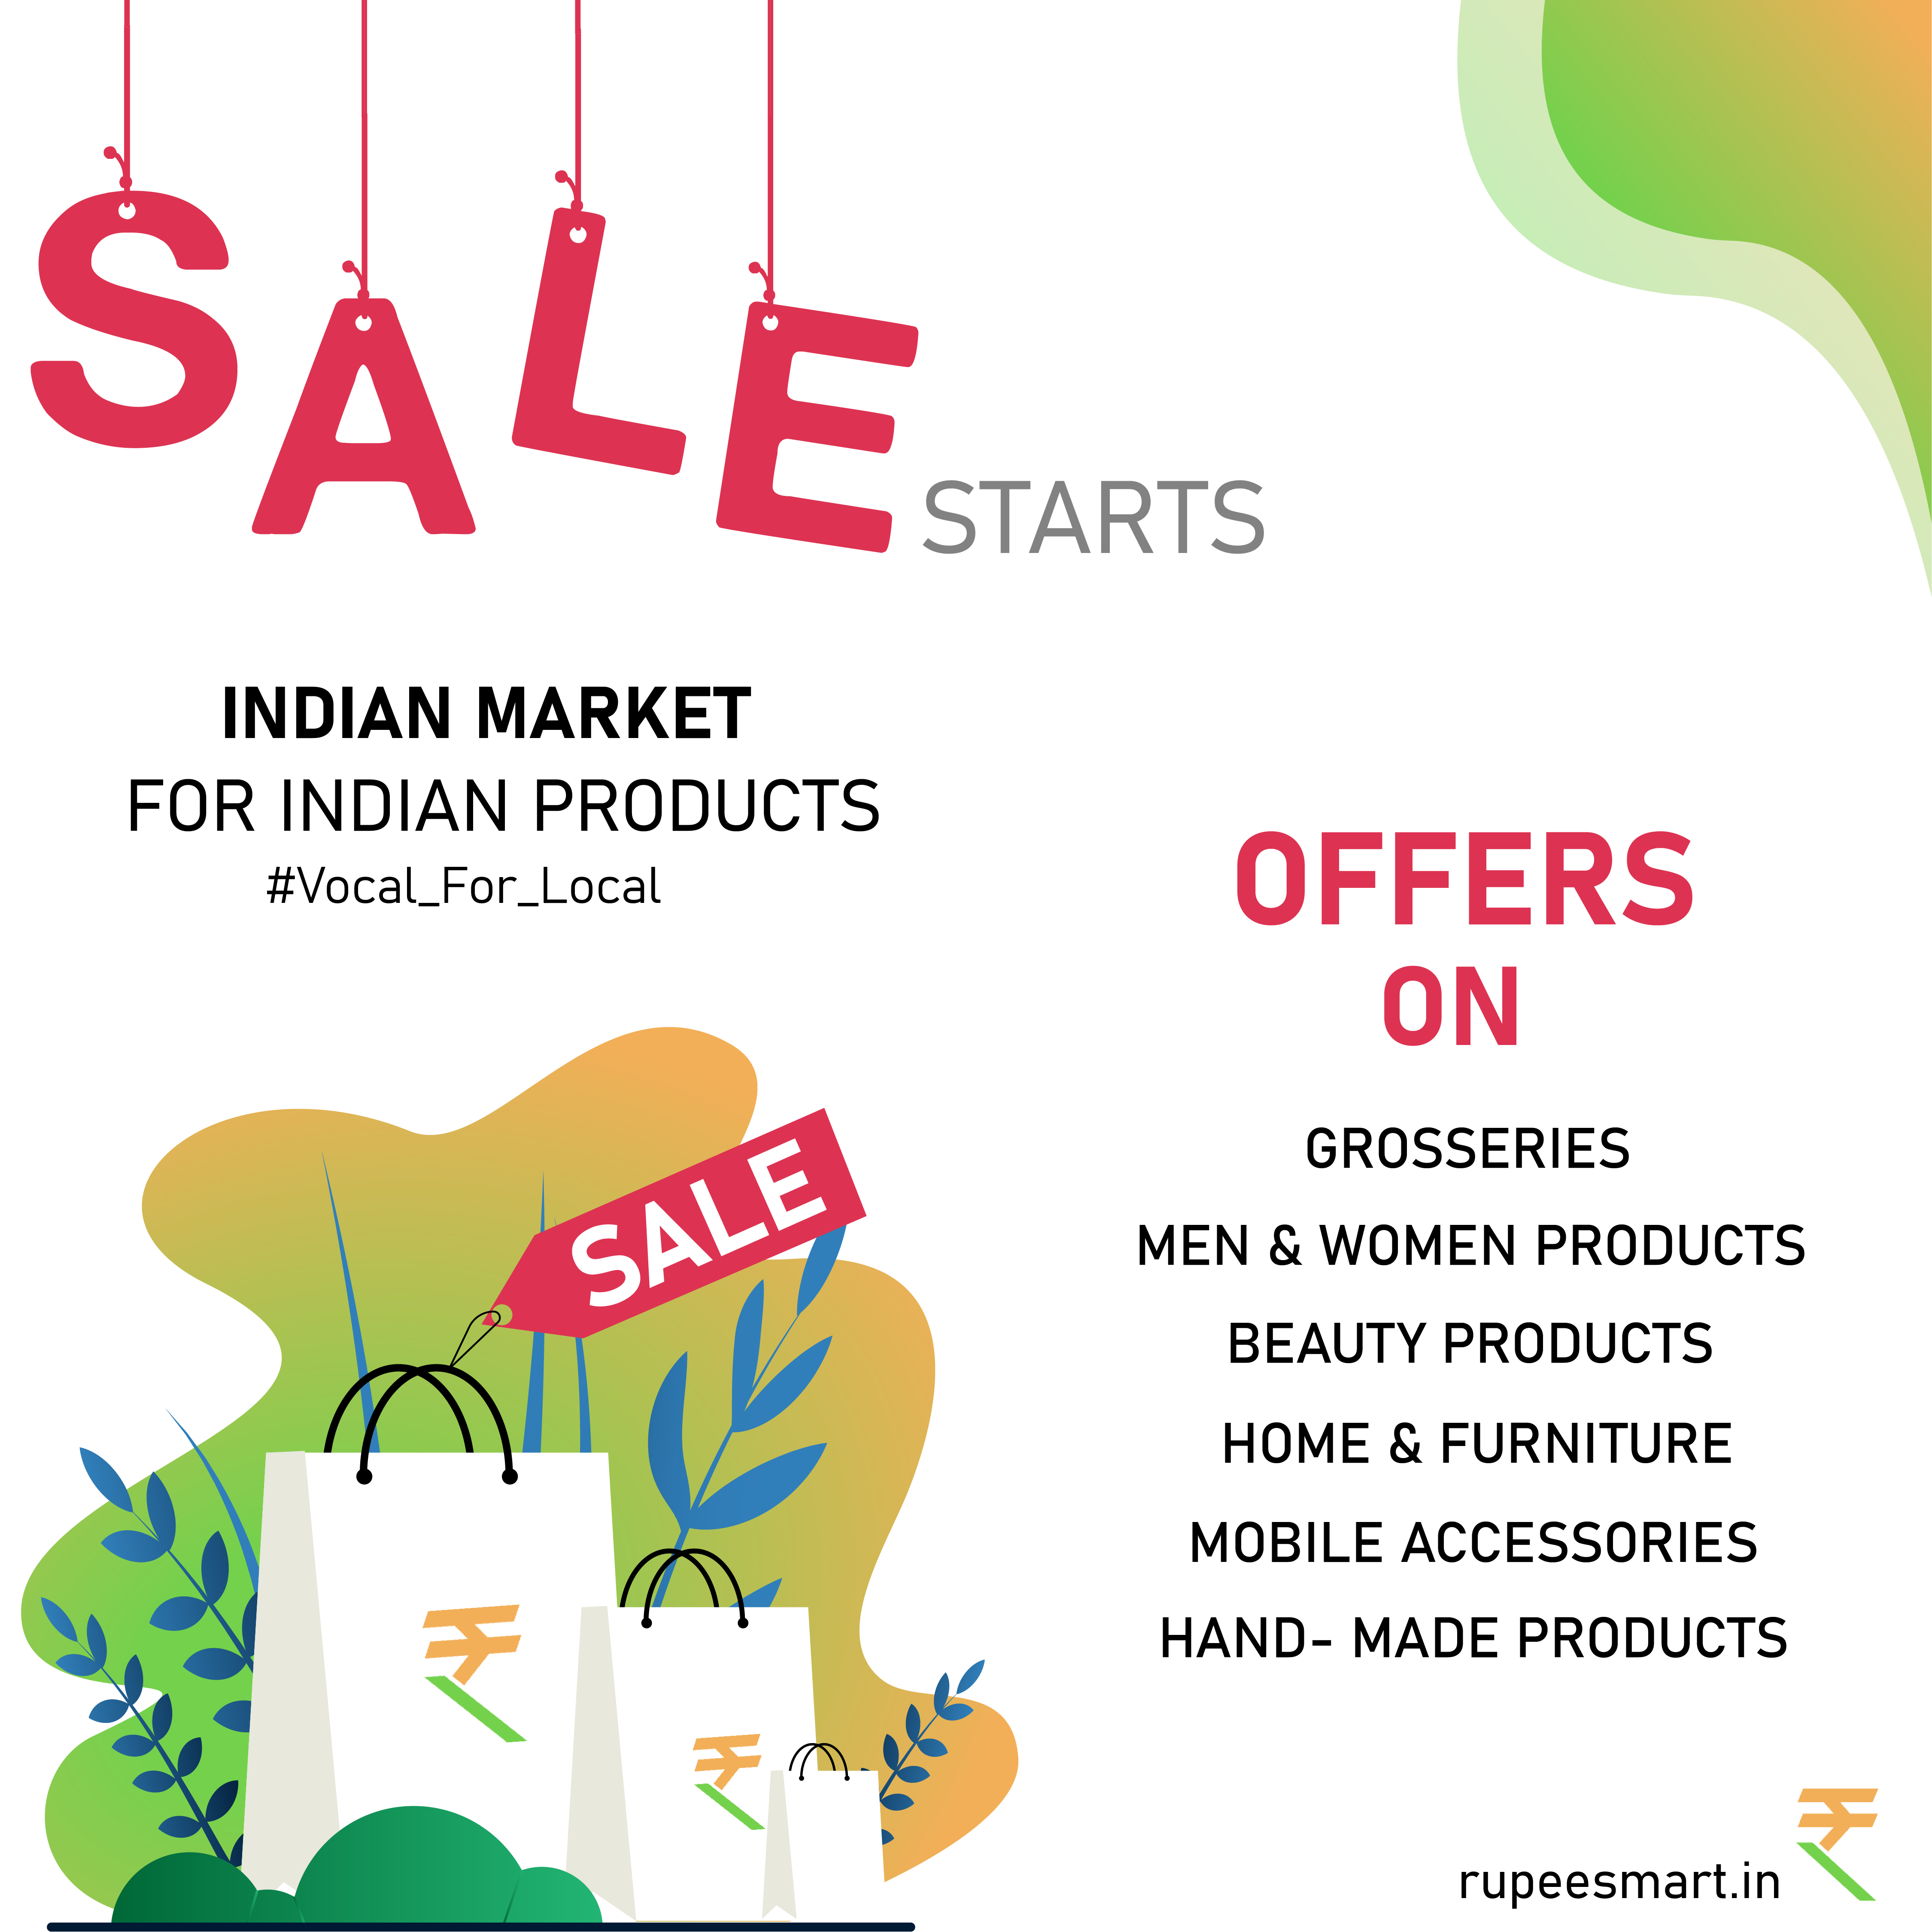 SALE STARTS
INDIAN MARKET
FOR INDIAN PRODUCTS
#Vocal_For_Local
OFFERS
ON
GROSSERIES
MEN & WOMEN PRODUCTS
BEAUTY PRODUCTS
HOME & FURNITURE
MOBILE ACCESSORIES
HAND- MADE PRODUCTS
SALE
rupeesmart.in